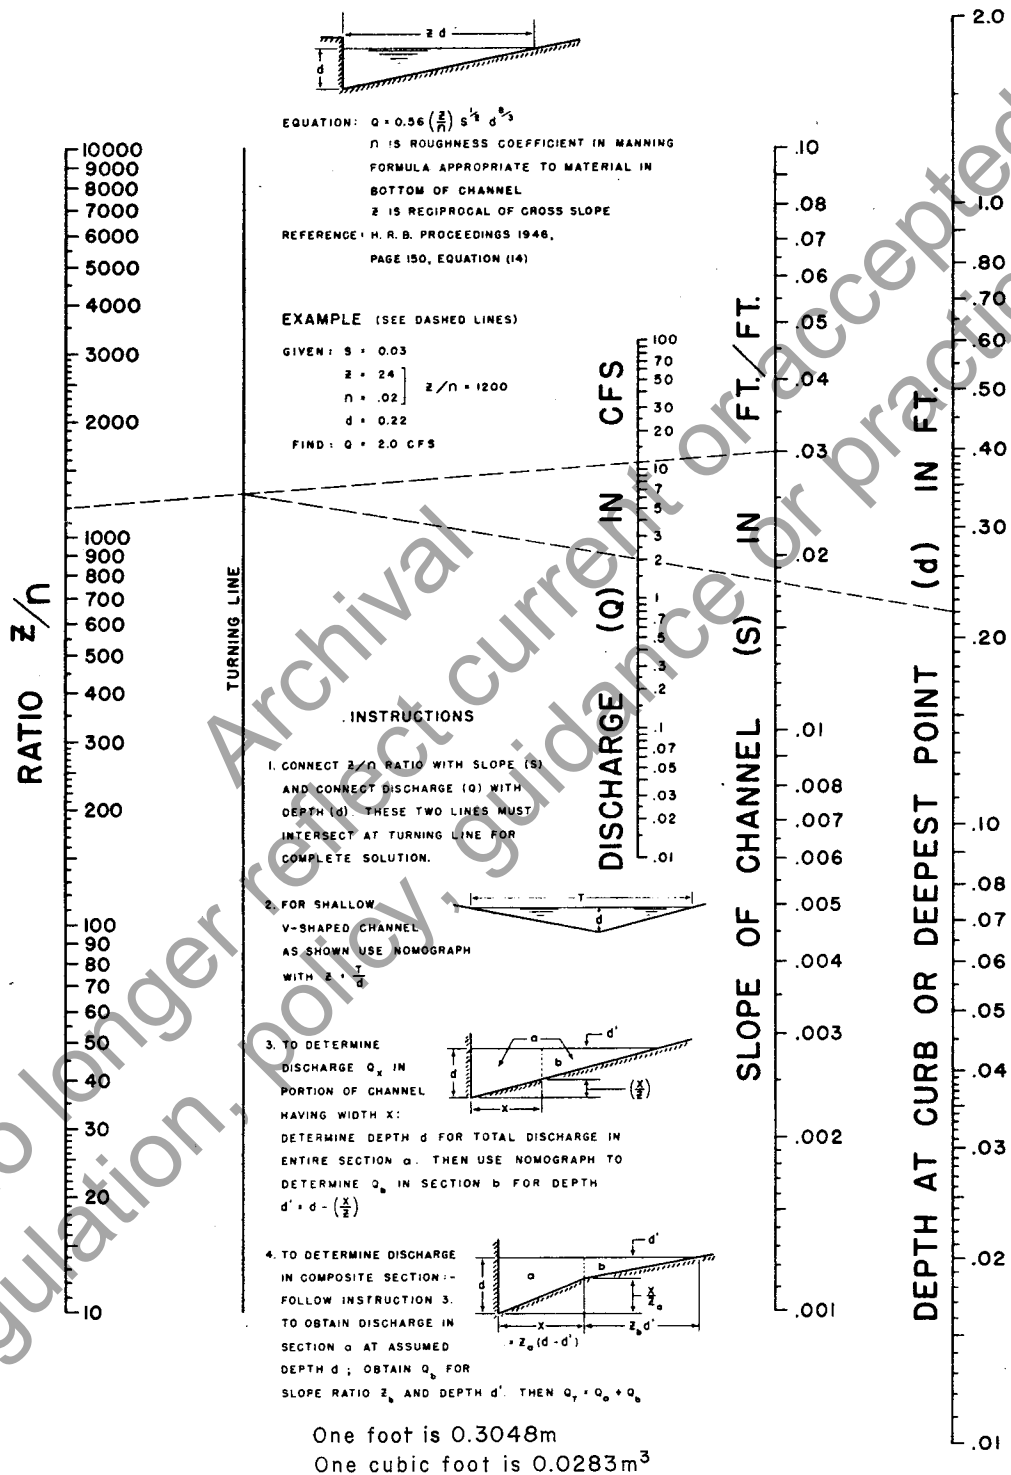 z d
d
EQUATION: Q = 0.56 (z/n) s^1/2 d^8/3
n IS ROUGHNESS COEFFICIENT IN MANNING
FORMULA APPROPRIATE TO MATERIAL IN
BOTTOM OF CHANNEL
z IS RECIPROCAL OF CROSS SLOPE
REFERENCE: H. R. B. PROCEEDINGS 1946,
PAGE 150, EQUATION (14)
EXAMPLE (SEE DASHED LINES)
GIVEN: S = 0.03
z = 24
n = .02
z/n = 1200
d = 0.22
FIND: Q = 2.0 CFS
RATIO z/n
10000
9000
8000
7000
6000
5000
4000
3000
2000
1000
900
800
700
600
500
400
300
200
100
90
80
70
60
50
40
30
20
10
TURNING LINE
DISCHARGE (Q) IN CFS
100
70
50
30
20
10
7
5
3
2
1
.7
.5
.3
.2
.1
.07
.05
.03
.02
.01
SLOPE OF CHANNEL (S) IN FT./FT.
.10
.08
.07
.06
.05
.04
.03
.02
.01
.008
.007
.006
.005
.004
.003
.002
.001
DEPTH AT CURB OR DEEPEST POINT (d) IN FT.
2.0
1.0
.80
.70
.60
.50
.40
.30
.20
.10
.08
.07
.06
.05
.04
.03
.02
.01
INSTRUCTIONS
1. CONNECT z/n RATIO WITH SLOPE (S)
AND CONNECT DISCHARGE (Q) WITH
DEPTH (d). THESE TWO LINES MUST
INTERSECT AT TURNING LINE FOR
COMPLETE SOLUTION.
2. FOR SHALLOW
V-SHAPED CHANNEL
AS SHOWN USE NOMOGRAPH
WITH z = T/d
T
d
3. TO DETERMINE
DISCHARGE Qx IN
PORTION OF CHANNEL
HAVING WIDTH X:
DETERMINE DEPTH d FOR TOTAL DISCHARGE IN
ENTIRE SECTION a. THEN USE NOMOGRAPH TO
DETERMINE Qb IN SECTION b FOR DEPTH
d' = d - (x/z)
a
b
d'
d
x
(x/z)
4. TO DETERMINE DISCHARGE
IN COMPOSITE SECTION:-
FOLLOW INSTRUCTION 3.
TO OBTAIN DISCHARGE IN
SECTION a AT ASSUMED
DEPTH d ; OBTAIN Qb FOR
SLOPE RATIO zb AND DEPTH d'. THEN QT = Qa + Qb
d'
d
a
b
x/za
x
zb d'
= za(d - d')
One foot is 0.3048m
One cubic foot is 0.0283m³
Archival
o longer reflect current or accepted
gulation, policy, guidance or practic